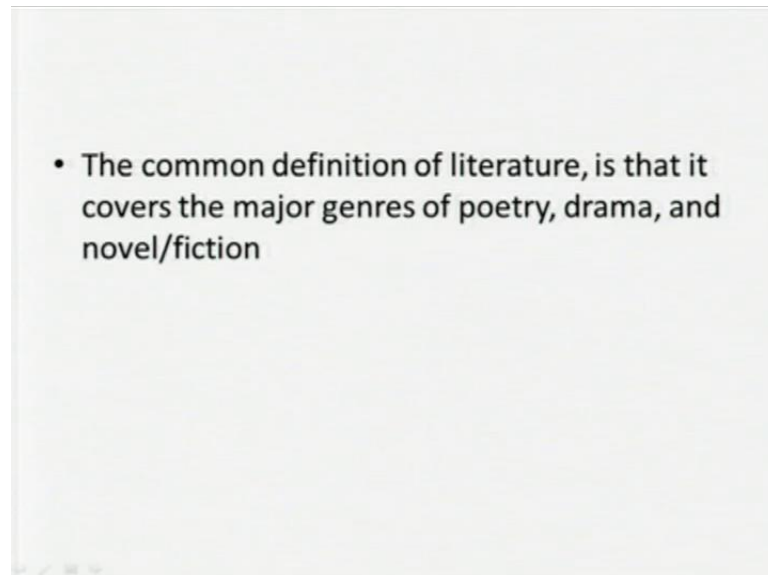 • The common definition of literature, is that it
covers the major genres of poetry, drama, and
novel/fiction